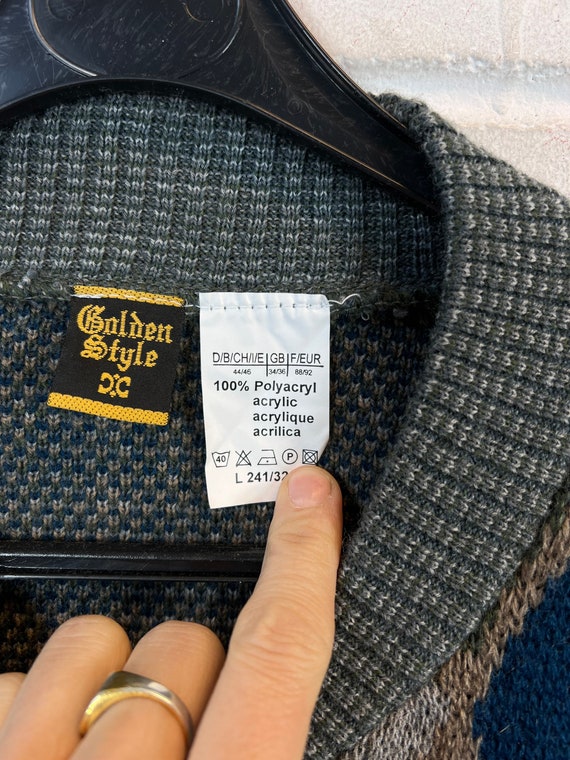 Golden
Style
D/B/CH/I/E GB F/EUR
44/46 34/36 88/92
100% Polyacryl
acrylic
acrylique
acrilica
40 P
L 241/32